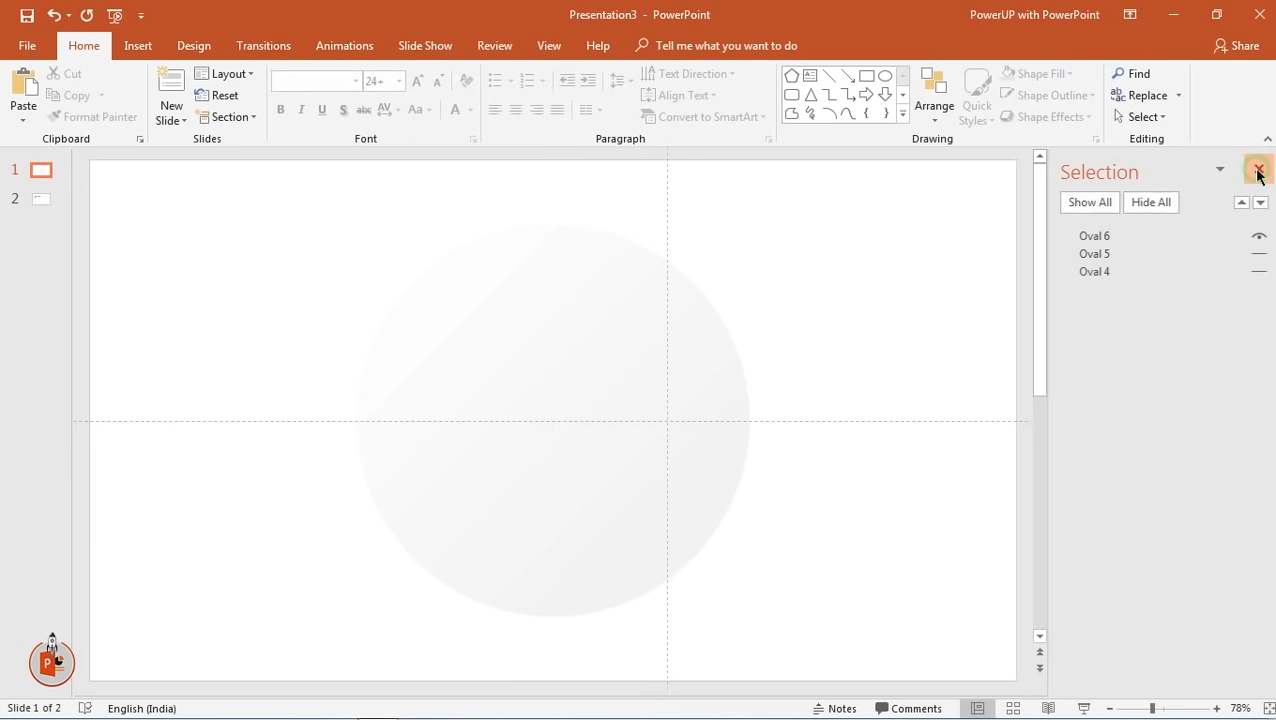 Presentation3 - PowerPoint
PowerUP with PowerPoint
File Home Insert Design Transitions Animations Slide Show Review View Help Tell me what you want to do Share
Paste
Cut
Copy
Format Painter
Clipboard
New
Slide
Layout
Reset
Section
Slides
24+
B I U S abc AV Aa A
Font
Text Direction
Align Text
Convert to SmartArt
Paragraph
Arrange
Quick
Styles
Shape Fill
Shape Outline
Shape Effects
Drawing
Find
Replace
Select
Editing
1
2
Selection
Show All Hide All
Oval 6
Oval 5
Oval 4
P
Slide 1 of 2 English (India) Notes Comments 78%